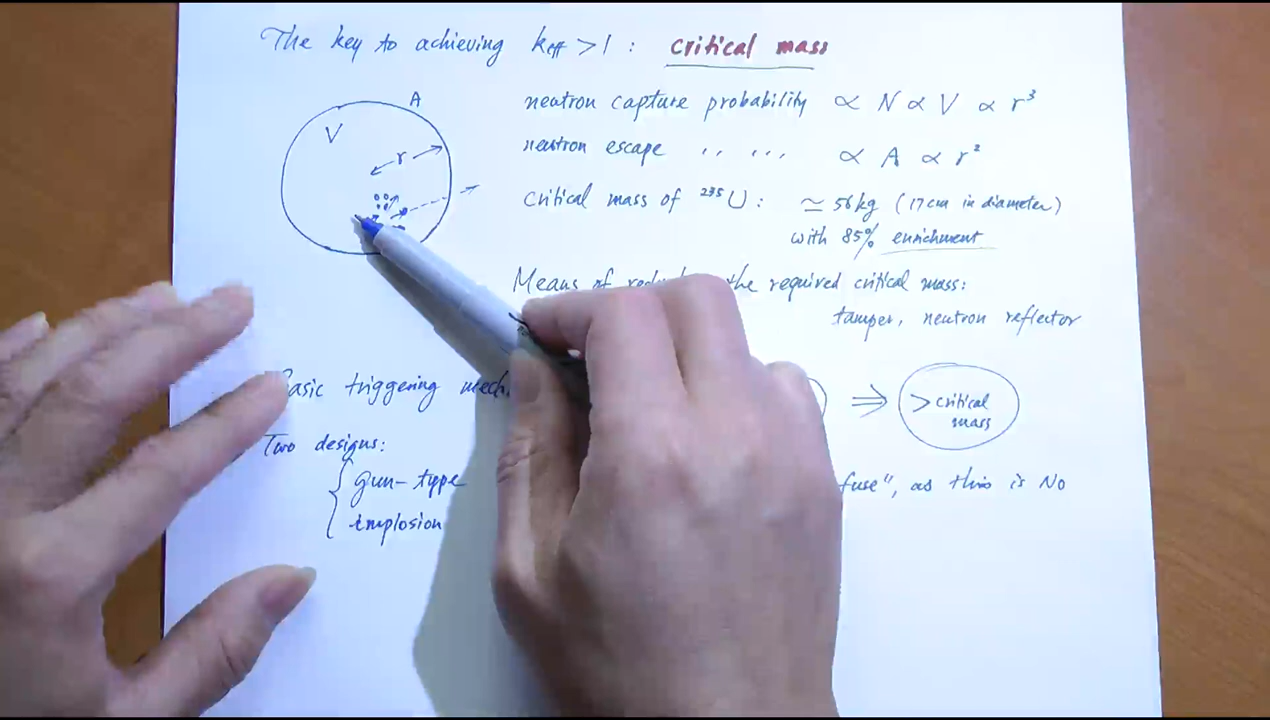 The key to achieving keff > 1 : critical mass
A
V
r
neutron capture probability ∝ N ∝ V ∝ r³
neutron escape ∝ A ∝ r²
critical mass of ²³⁵U : ≃ 56kg (17cm in diameter)
with 85% enrichment
Means of the required critical mass:
tamper, neutron reflector
Basic triggering
⇒ > critical
mass
Two designs:
gun-type
implosion
fuse", as this is No